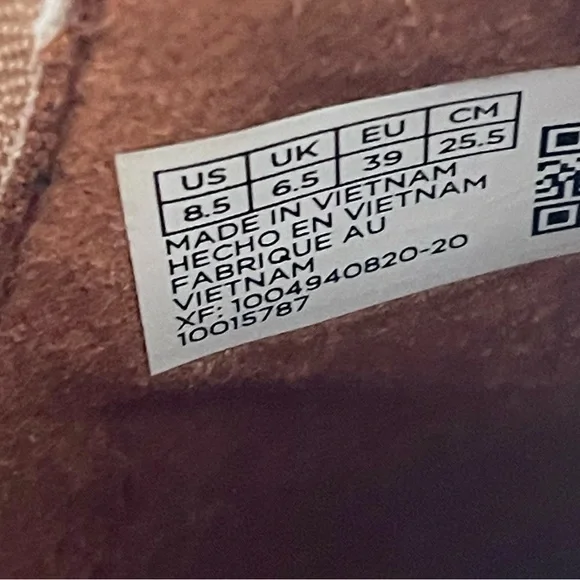 US UK EU CM
8.5 6.5 39 25.5
MADE IN VIETNAM
HECHO EN VIETNAM
FABRIQUE AU
VIETNAM
XF: 1004940820-20
10015787